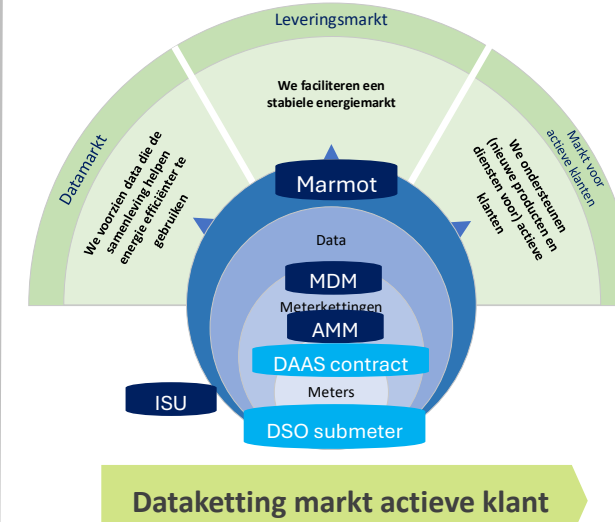 Leveringsmarkt
We faciliteren een
stabiele energiemarkt
Datamarkt
We voorzien data die de
samenleving helpen
energie efficiënter te
gebruiken
Markt voor
actieve klanten
We ondersteunen
(nieuwe producten en
diensten voor) actieve
klanten
Marmot
Data
MDM
Meterkettingen
AMM
DAAS contract
Meters
ISU
DSO submeter
Dataketting markt actieve klant